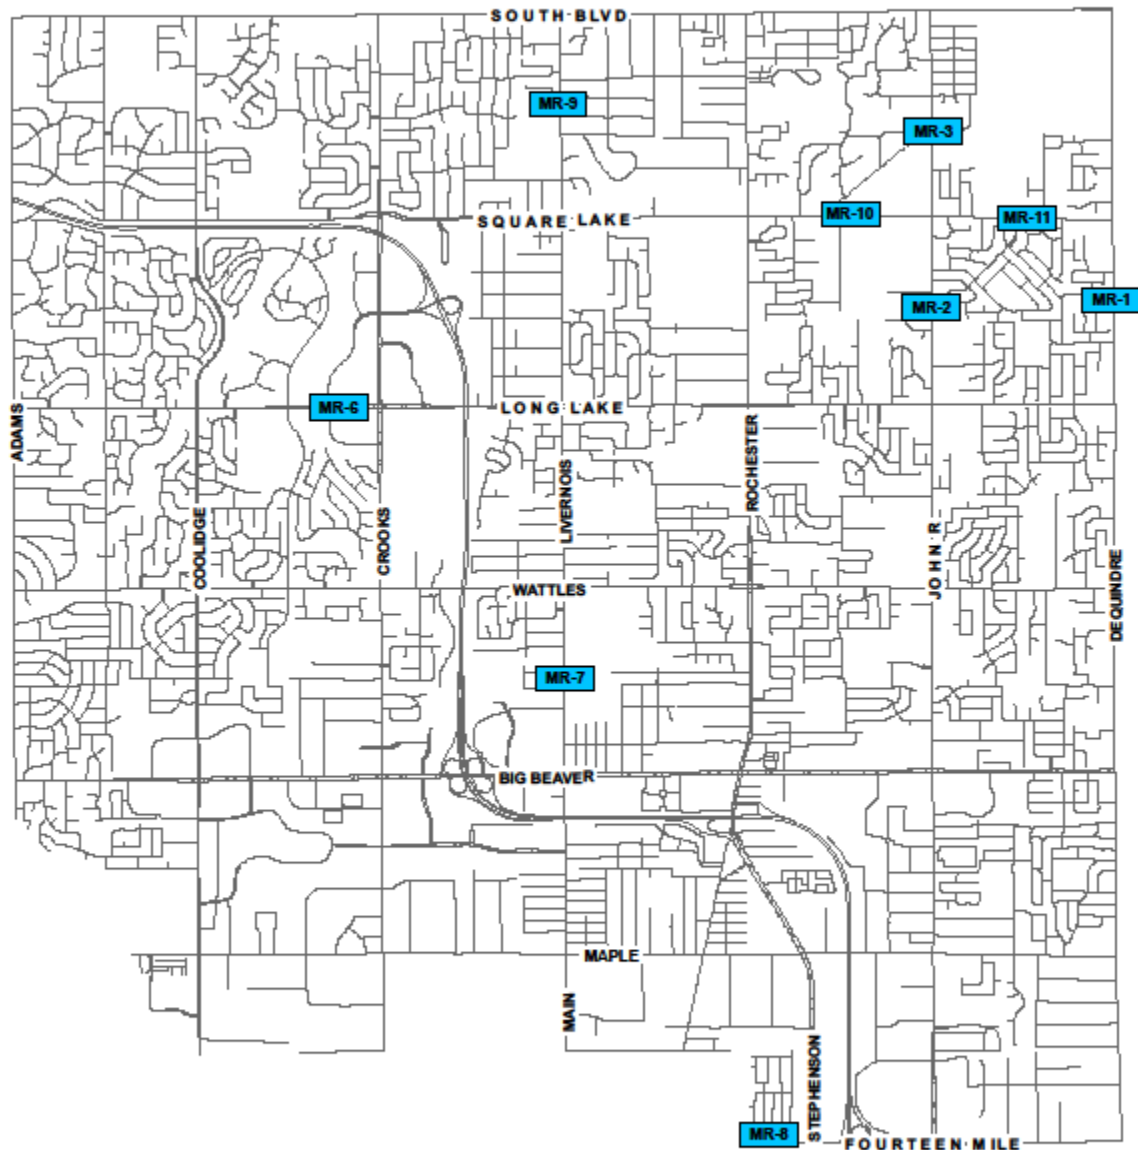 SOUTH BLVD
MR-9
MR-3
MR-10
MR-11
SQUARE LAKE
MR-1
MR-2
MR-6
LONG LAKE
ADAMS
ROCHESTER
LIVERNOIS
COOLIDGE
CROOKS
JOHN R
DEQUINDRE
WATTLES
MR-7
BIG BEAVER
MAPLE
MAIN
STEPHENSON
MR-8
FOURTEEN MILE